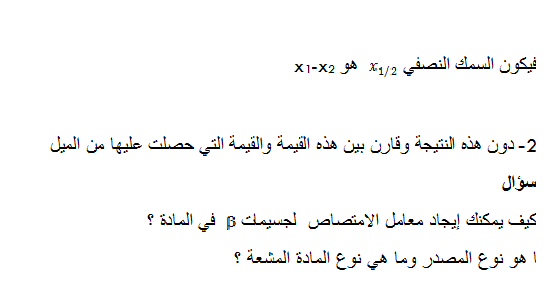 فيكون السمك النصفي x1/2 هو x1-x2
2- دون هذه النتيجة وقارن بين هذه القيمة والقيمة التي حصلت عليها من الميل
سؤال
كيف يمكنك إيجاد معامل الامتصاص لجسيمات β في المادة ؟
ا هو نوع المصدر وما هي نوع المادة المشعة ؟